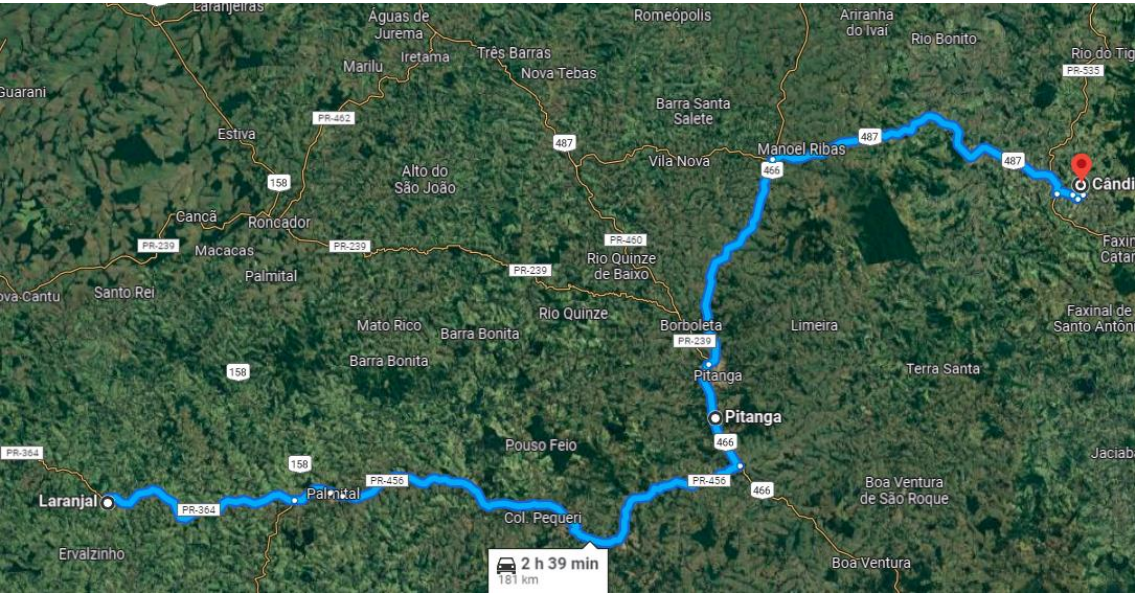 Laranjeiras
Águas de
Jurema
Romeópolis
Ariranha
do Ivaí
Rio Bonito
Três Barras
Iretama
Marilu
Nova Tebas
Rio do Tig
PR-535
Guarani
PR-462
Barra Santa
Salete
Estiva
487
487
Manoel Ribas
Vila Nova
466
487
Alto do
São João
158
Cândi
Cancã
Roncador
PR-239
Macacas
PR-239
PR-460
Faxin
Catar
Rio Quinze
de Baixo
PR-239
Palmital
ova Cantu
Santo Rei
Rio Quinze
Mato Rico
Barra Bonita
Borboleta
Limeira
Faxinal de
Santo Antôni
PR-239
Barra Bonita
158
Pitanga
Terra Santa
Pitanga
466
Pouso Feio
PR-364
Jaciaba
158
PR-456
PR-456
466
Boa Ventura
de São Roque
Laranjal
Palmital
PR-364
Col. Pequeri
Ervalzinho
2 h 39 min
181 km
Boa Ventura